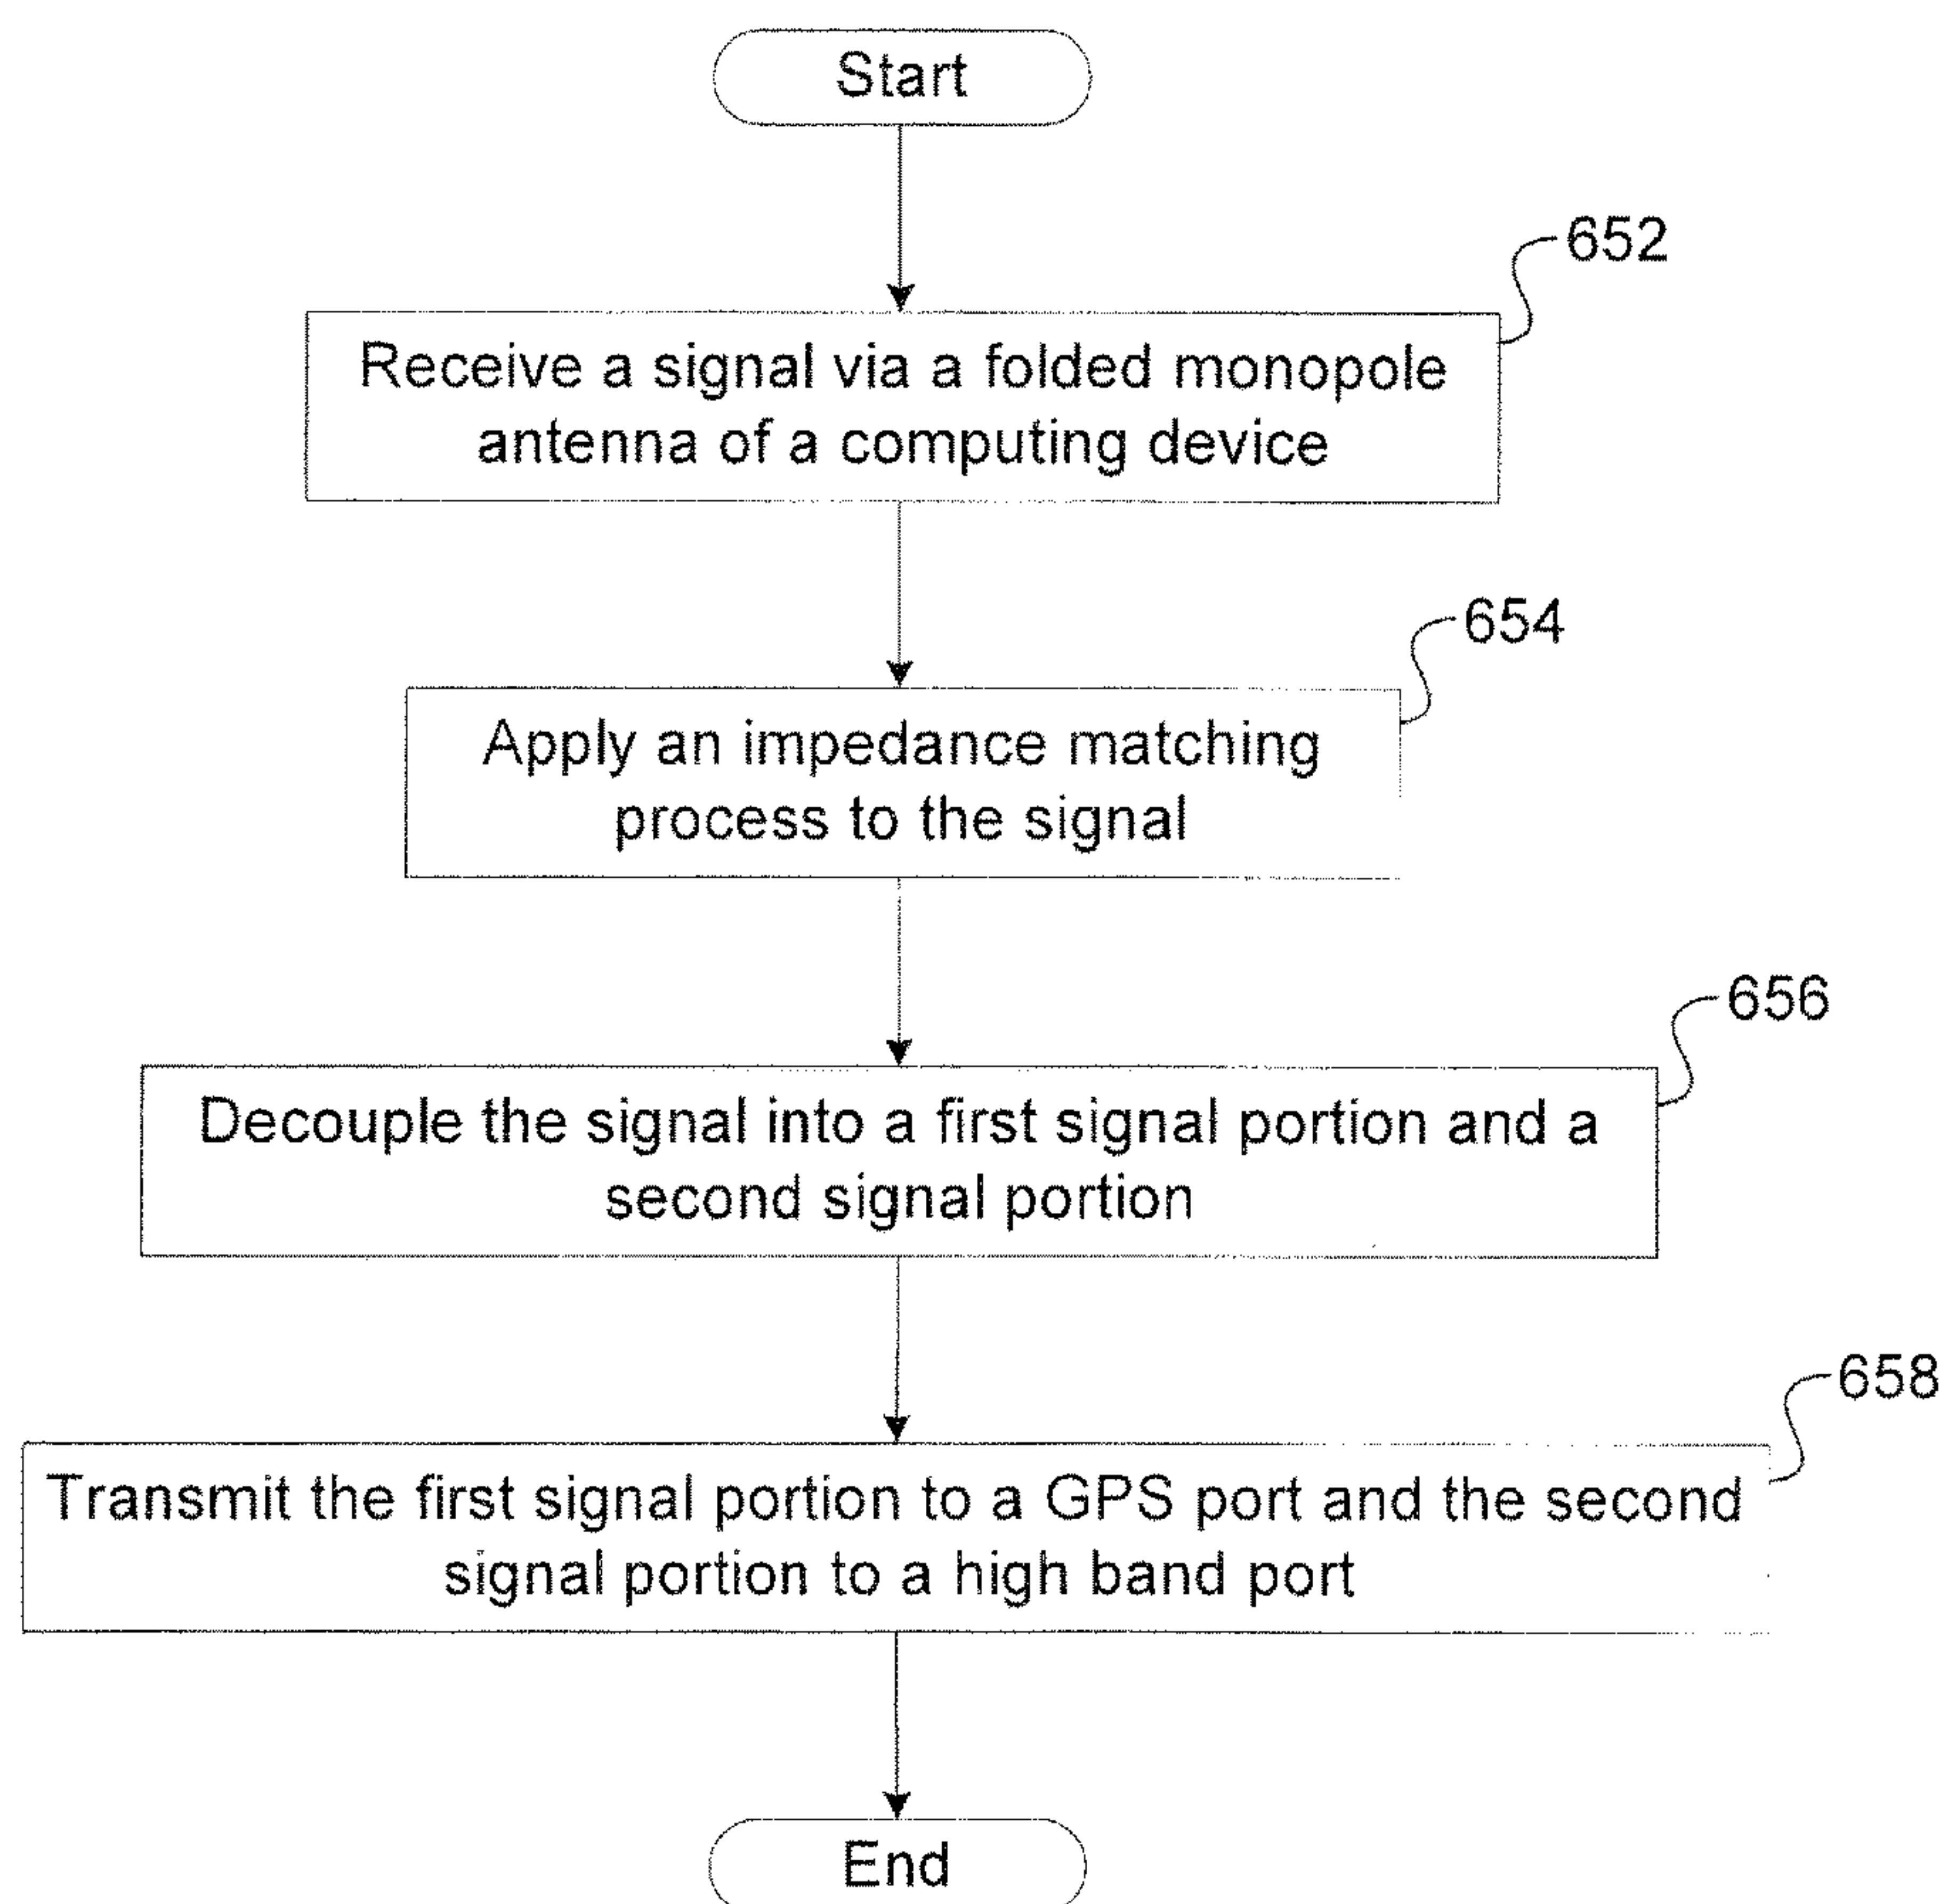 Start
652
Receive a signal via a folded monopole
antenna of a computing device
654
Apply an impedance matching
process to the signal
656
Decouple the signal into a first signal portion and a
second signal portion
658
Transmit the first signal portion to a GPS port and the second
signal portion to a high band port
End